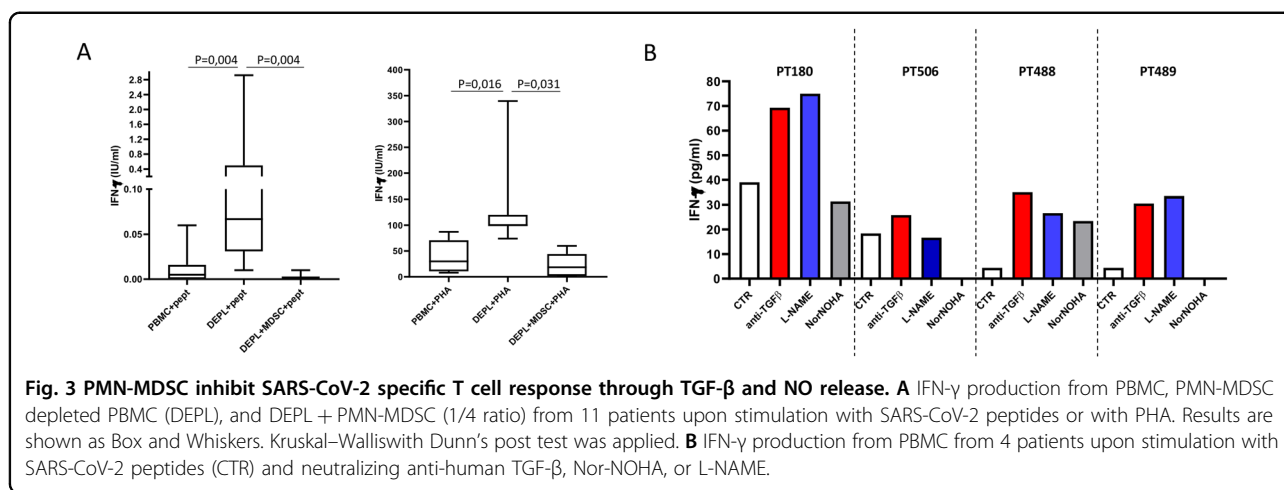 A
P=0,004 P=0,004
IFN-γ (IU/ml)
2.8
2.4
2.0
1.6
1.2
0.8
0.4
0.10
0.05
0.00
PBMC+pept
DEPL+pept
DEPL+MDSC+pept
P=0,016 P=0,031
IFN-γ (IU/ml)
400
350
300
250
200
150
100
50
0
PBMC+PHA
DEPL+PHA
DEPL+MDSC+PHA
B
PT180 PT506 PT488 PT489
IFN-γ (pg/ml)
80
70
60
50
40
30
20
10
0
CTR anti-TGFβ L-NAME NorNOHA CTR anti-TGFβ L-NAME NorNOHA CTR anti-TGFβ L-NAME NorNOHA CTR anti-TGFβ L-NAME NorNOHA
Fig. 3 PMN-MDSC inhibit SARS-CoV-2 specific T cell response through TGF-β and NO release. A IFN-γ production from PBMC, PMN-MDSC
depleted PBMC (DEPL), and DEPL + PMN-MDSC (1/4 ratio) from 11 patients upon stimulation with SARS-CoV-2 peptides or with PHA. Results are
shown as Box and Whiskers. Kruskal–Walliswith Dunn's post test was applied. B IFN-γ production from PBMC from 4 patients upon stimulation with
SARS-CoV-2 peptides (CTR) and neutralizing anti-human TGF-β, Nor-NOHA, or L-NAME.